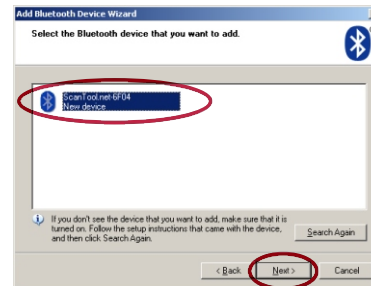 Add Bluetooth Device Wizard
Select the Bluetooth device that you want to add.
ScanTool.net-6F04
New device
If you don't see the device that you want to add, make sure that it is
turned on. Follow the setup instructions that came with the device,
and then click Search Again.
Search Again
< Back
Next >
Cancel